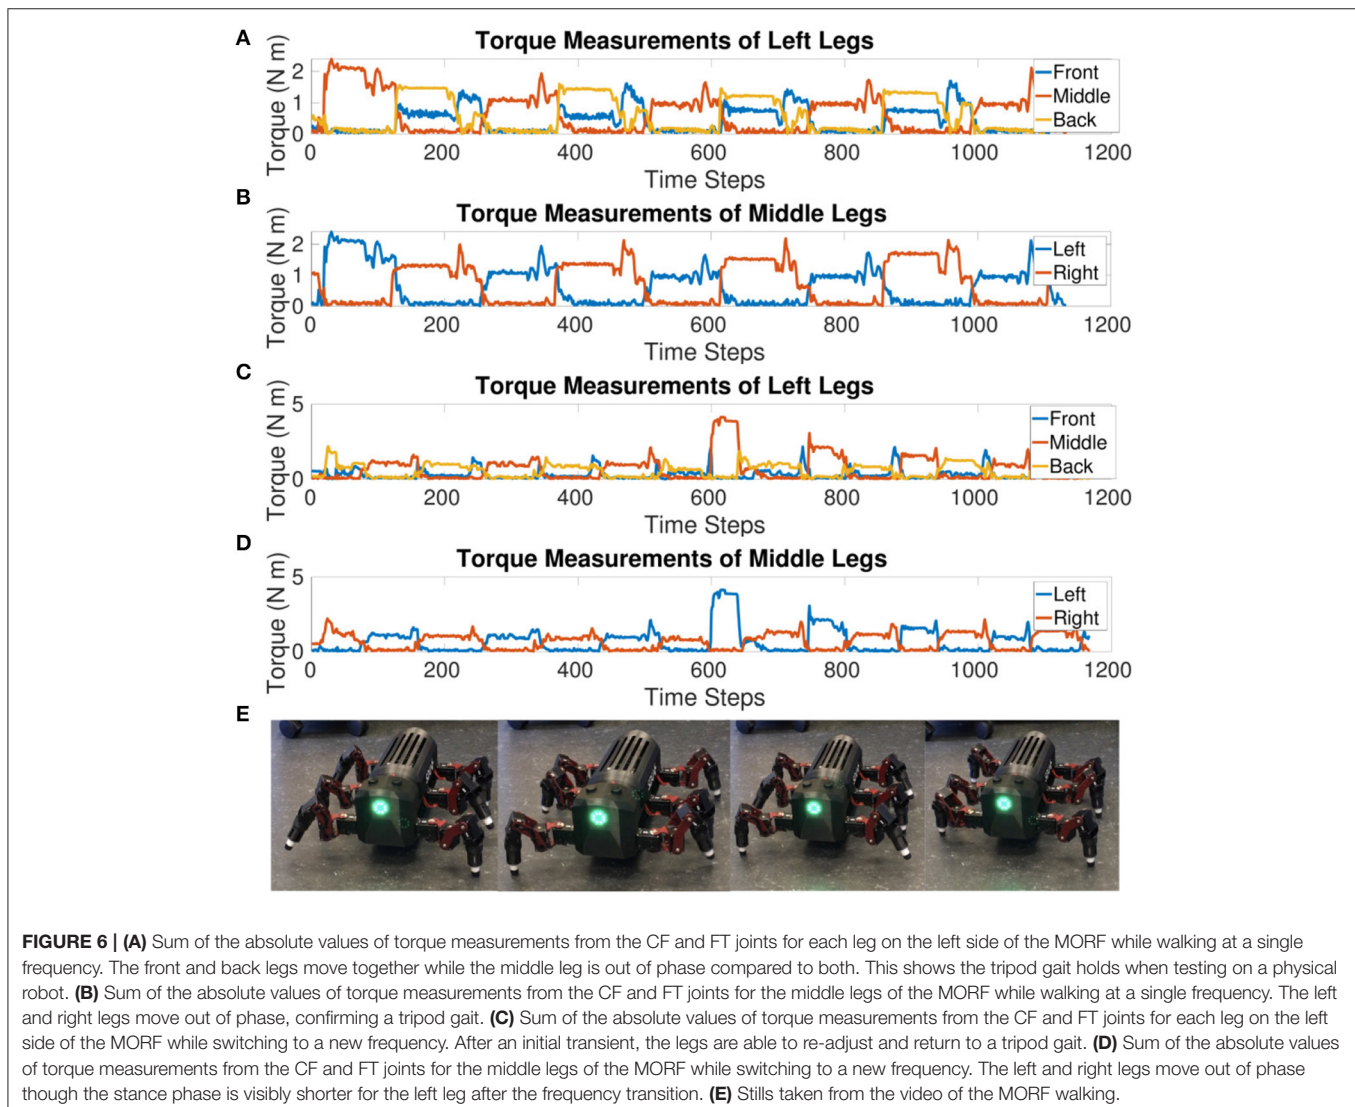 A
Torque Measurements of Left Legs
Torque (N m)
2
1
0
Front
Middle
Back
0 200 400 600 800 1000 1200
Time Steps
B
Torque Measurements of Middle Legs
Torque (N m)
2
1
0
Left
Right
0 200 400 600 800 1000 1200
Time Steps
C
Torque Measurements of Left Legs
Torque (N m)
5
0
Front
Middle
Back
0 200 400 600 800 1000 1200
Time Steps
D
Torque Measurements of Middle Legs
Torque (N m)
5
0
Left
Right
0 200 400 600 800 1000 1200
Time Steps
E
FIGURE 6 | (A) Sum of the absolute values of torque measurements from the CF and FT joints for each leg on the left side of the MORF while walking at a single
frequency. The front and back legs move together while the middle leg is out of phase compared to both. This shows the tripod gait holds when testing on a physical
robot. (B) Sum of the absolute values of torque measurements from the CF and FT joints for the middle legs of the MORF while walking at a single frequency. The left
and right legs move out of phase, confirming a tripod gait. (C) Sum of the absolute values of torque measurements from the CF and FT joints for each leg on the left
side of the MORF while switching to a new frequency. After an initial transient, the legs are able to re-adjust and return to a tripod gait. (D) Sum of the absolute values
of torque measurements from the CF and FT joints for the middle legs of the MORF while switching to a new frequency. The left and right legs move out of phase
though the stance phase is visibly shorter for the left leg after the frequency transition. (E) Stills taken from the video of the MORF walking.